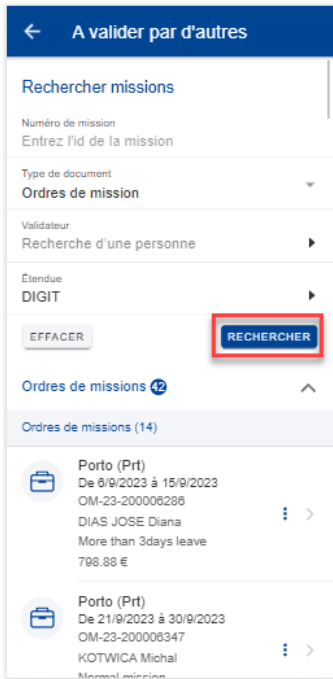 A valider par d'autres
Rechercher missions
Numéro de mission
Entrez l'id de la mission
Type de document
Ordres de mission
Validateur
Recherche d'une personne
Étendue
DIGIT
EFFACER
RECHERCHER
Ordres de missions 42
Ordres de missions (14)
Porto (Prt)
De 6/9/2023 à 15/9/2023
OM-23-200006286
DIAS JOSE Diana
More than 3days leave
798.88 €
Porto (Prt)
De 21/9/2023 à 30/9/2023
OM-23-200006347
KOTWICA Michal
Normal mission